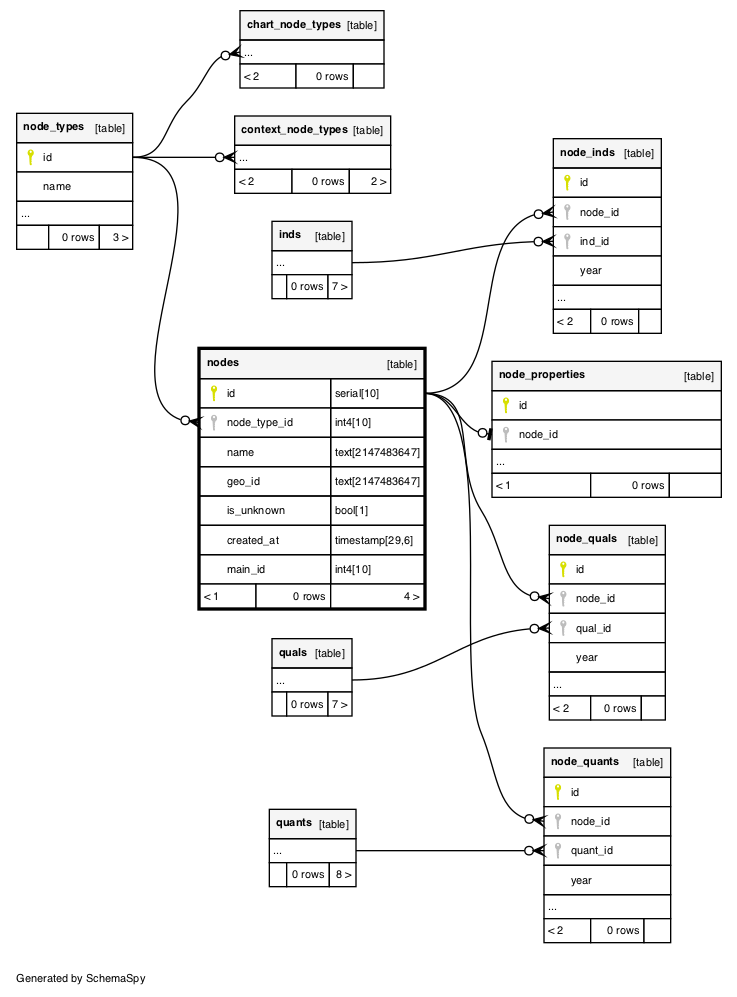 chart_node_types [table]
...
< 2 0 rows
node_types [table]
id
name
...
0 rows 3 >
context_node_types [table]
...
< 2 0 rows 2 >
node_inds [table]
id
node_id
ind_id
year
...
< 2 0 rows
inds [table]
...
0 rows 7 >
nodes [table]
id serial[10]
node_type_id int4[10]
name text[2147483647]
geo_id text[2147483647]
is_unknown bool[1]
created_at timestamp[29,6]
main_id int4[10]
< 1 0 rows 4 >
node_properties [table]
id
node_id
...
< 1 0 rows
node_quals [table]
id
node_id
qual_id
year
...
< 2 0 rows
quals [table]
...
0 rows 7 >
node_quants [table]
id
node_id
quant_id
year
...
< 2 0 rows
quants [table]
...
0 rows 8 >
Generated by SchemaSpy